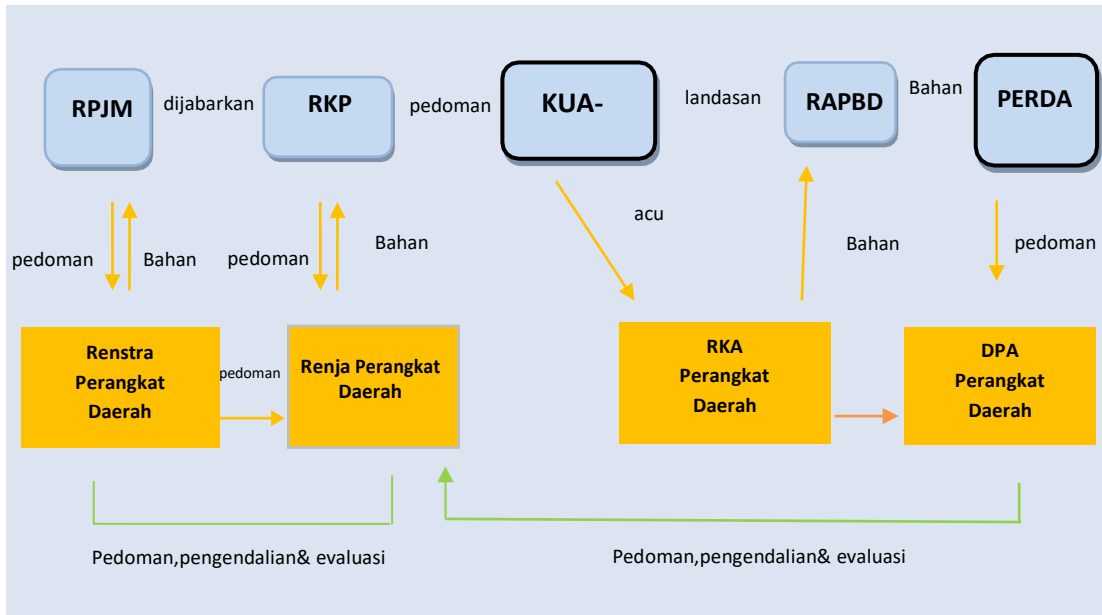 RPJM
dijabarkan
RKP
pedoman
KUA-
landasan
RAPBD
Bahan
PERDA
pedoman
Bahan
pedoman
Bahan
acu
Bahan
pedoman
Renstra
Perangkat
Daerah
pedoman
Renja Perangkat
Daerah
RKA
Perangkat
Daerah
DPA
Perangkat
Daerah
Pedoman,pengendalian& evaluasi
Pedoman,pengendalian& evaluasi